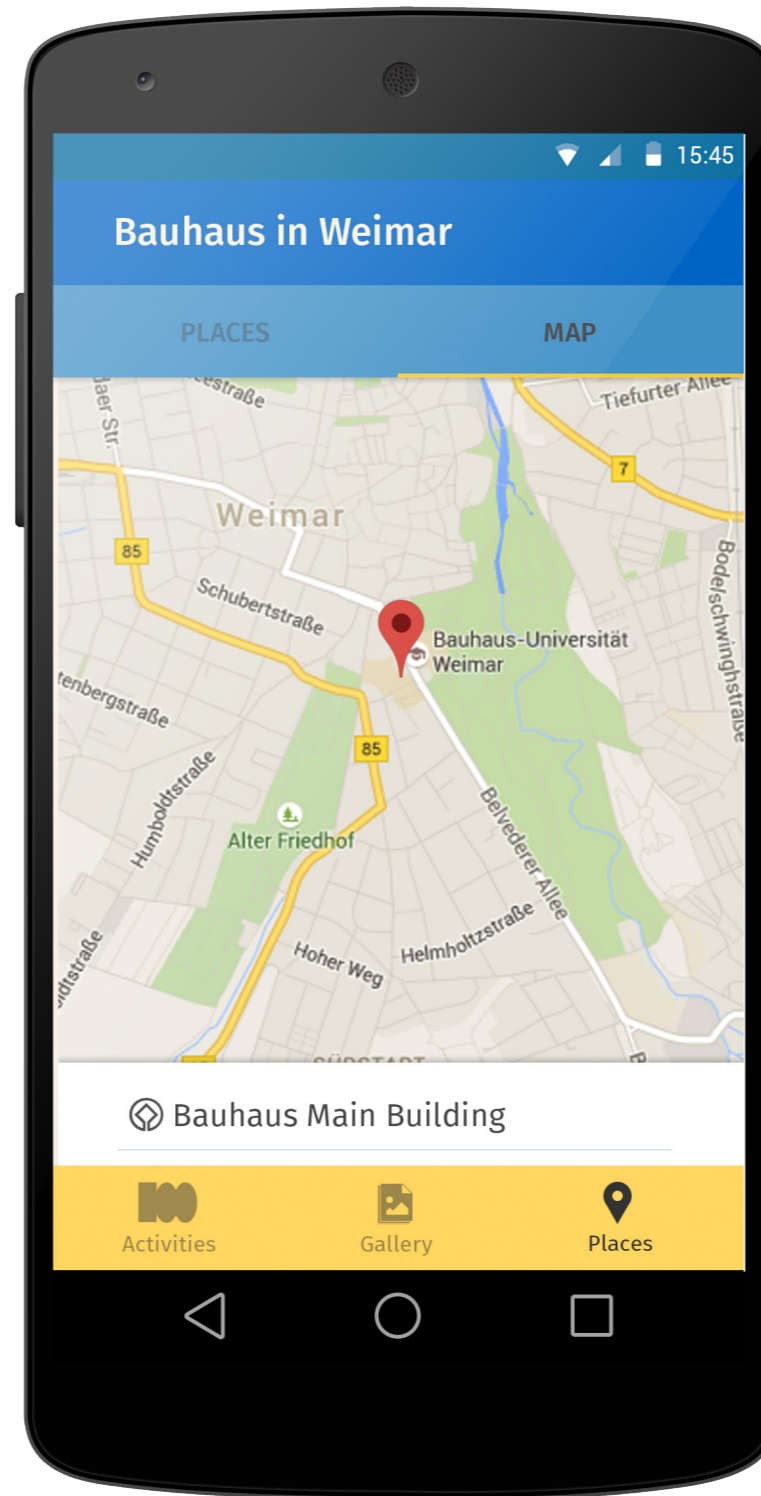 15:45
Bauhaus in Weimar
PLACES
MAP
Tiefurter Allee
7
Weimar
85
Schubertstraße
Bodelschwinghstraße
Bauhaus-Universität
Weimar
85
Humboldtstraße
Alter Friedhof
Belvederer Allee
Helmholtzstraße
Hoher Weg
Bauhaus Main Building
Activities
Gallery
Places